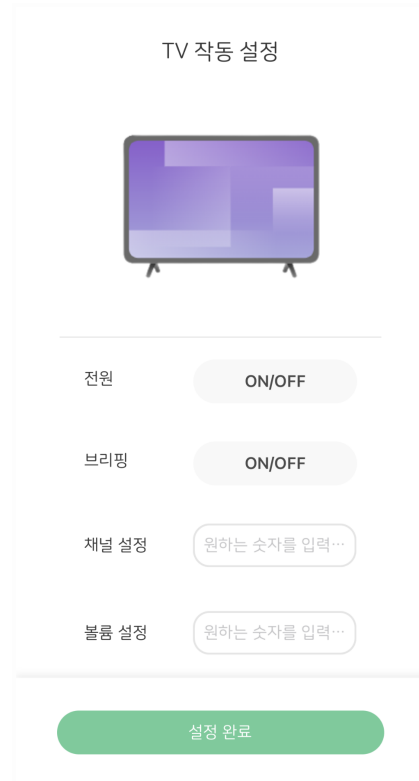 TV 작동 설정
전원
ON/OFF
브리핑
ON/OFF
채널 설정
원하는 숫자를 입력…
볼륨 설정
원하는 숫자를 입력…
설정 완료